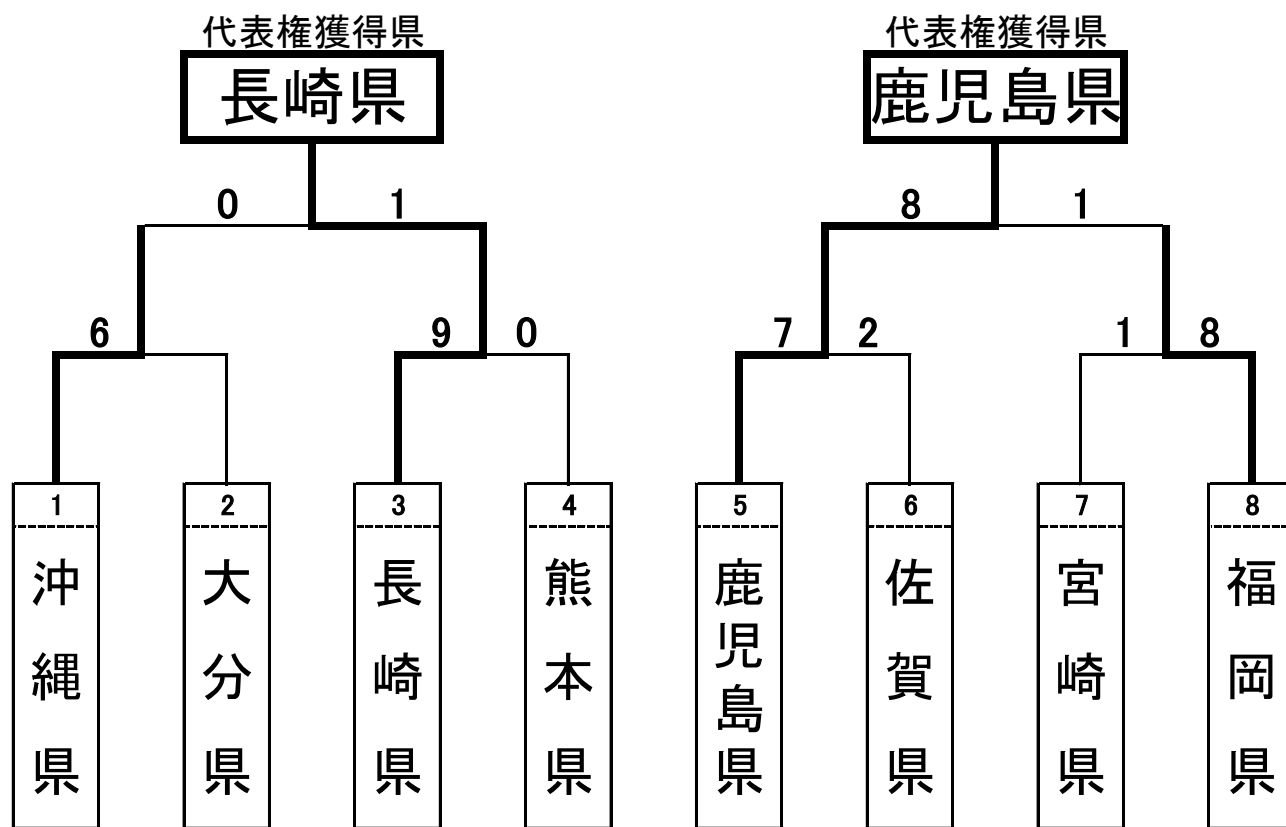 代表権獲得県
代表権獲得県
長崎県
鹿児島県
0 1
8 1
6
9 0
7 2
1 8
1
2
3
4
5
6
7
8
沖縄県
大分県
長崎県
熊本県
鹿児島県
佐賀県
宮崎県
福岡県